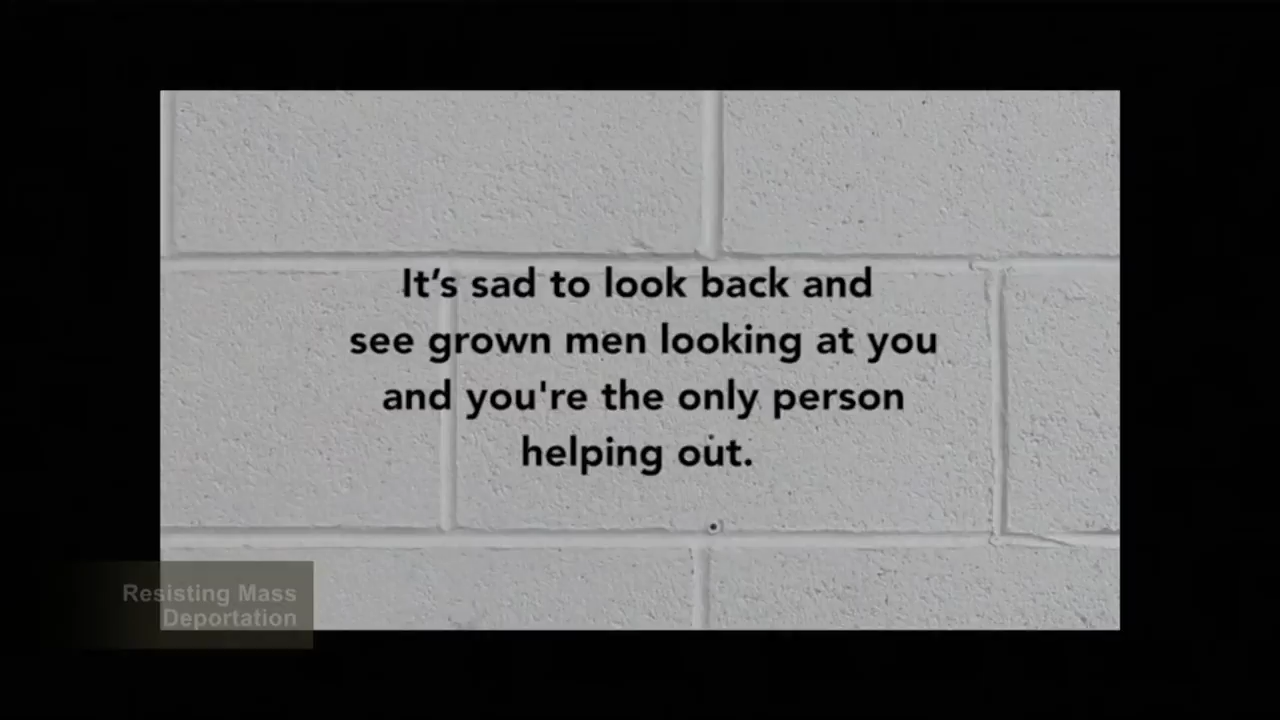 It’s sad to look back and
see grown men looking at you
and you're the only person
helping out.
Resisting Mass
Deportation